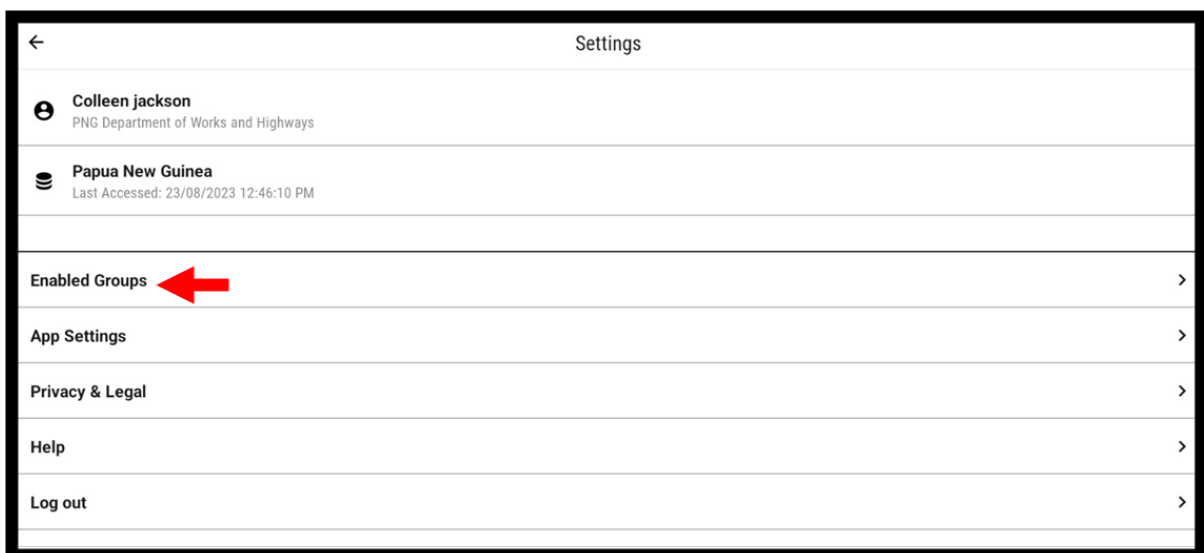 Settings
Colleen jackson
PNG Department of Works and Highways
Papua New Guinea
Last Accessed: 23/08/2023 12:46:10 PM
Enabled Groups
App Settings
Privacy & Legal
Help
Log out